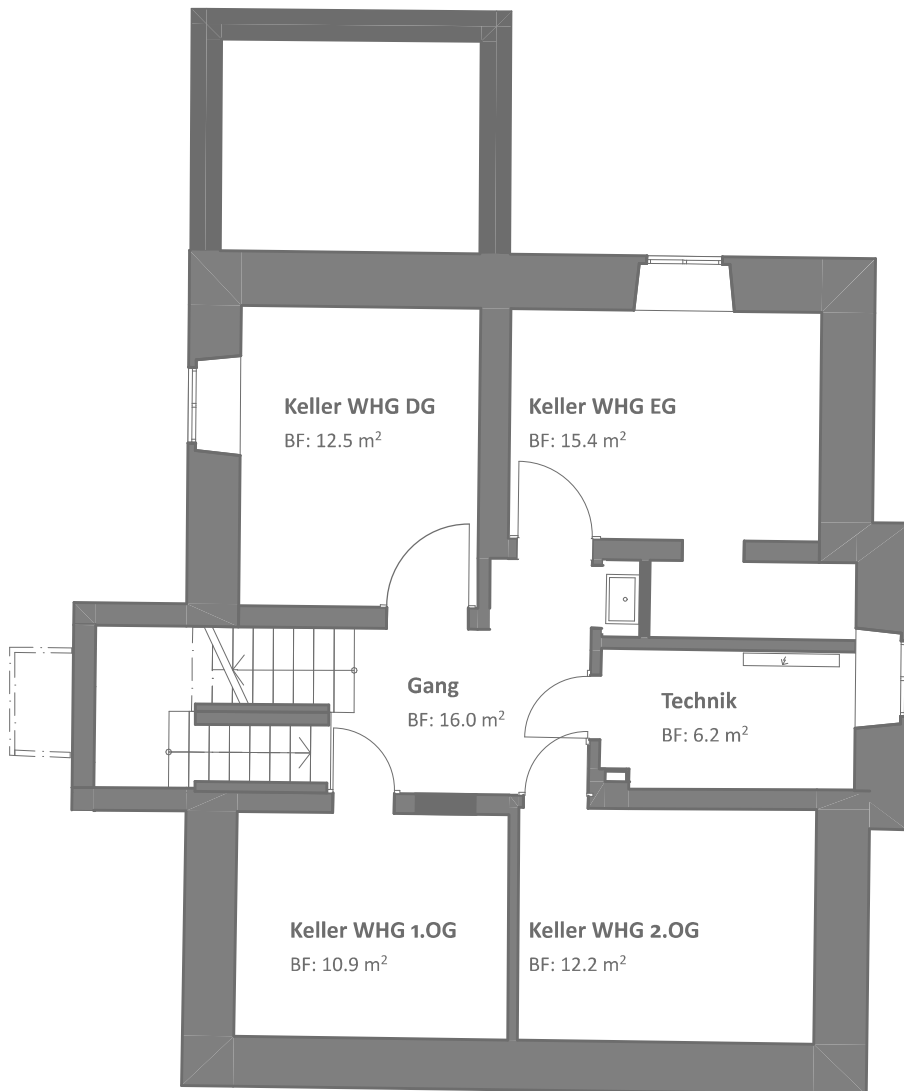 Keller WHG DG
BF: 12.5 m²
Keller WHG EG
BF: 15.4 m²
Gang
BF: 16.0 m²
Technik
BF: 6.2 m²
Keller WHG 1.OG
BF: 10.9 m²
Keller WHG 2.OG
BF: 12.2 m²